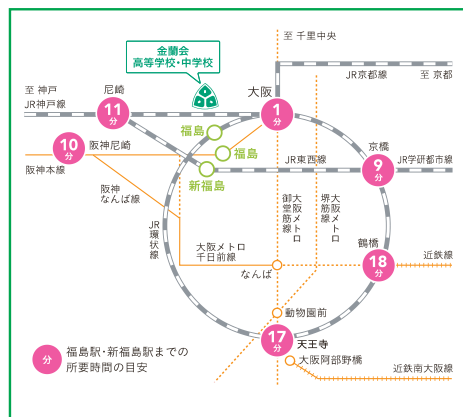 至 千里中央
金蘭会
高等学校・中学校
JR京都線
至 京都
至 神戸
JR神戸線
尼崎
11
分
大阪
1
分
福島
福島
新福島
10
分
阪神尼崎
阪神本線
阪神
なんば線
JR東西線
京橋
9
分
JR学研都市線
JR環状線
大阪メトロ
御堂筋線
大阪メトロ
堺筋線
鶴橋
18
分
近鉄線
大阪メトロ
千日前線
なんば
動物園前
17
分
天王寺
大阪阿部野橋
近鉄南大阪線
分
福島駅・新福島駅までの
所要時間の目安